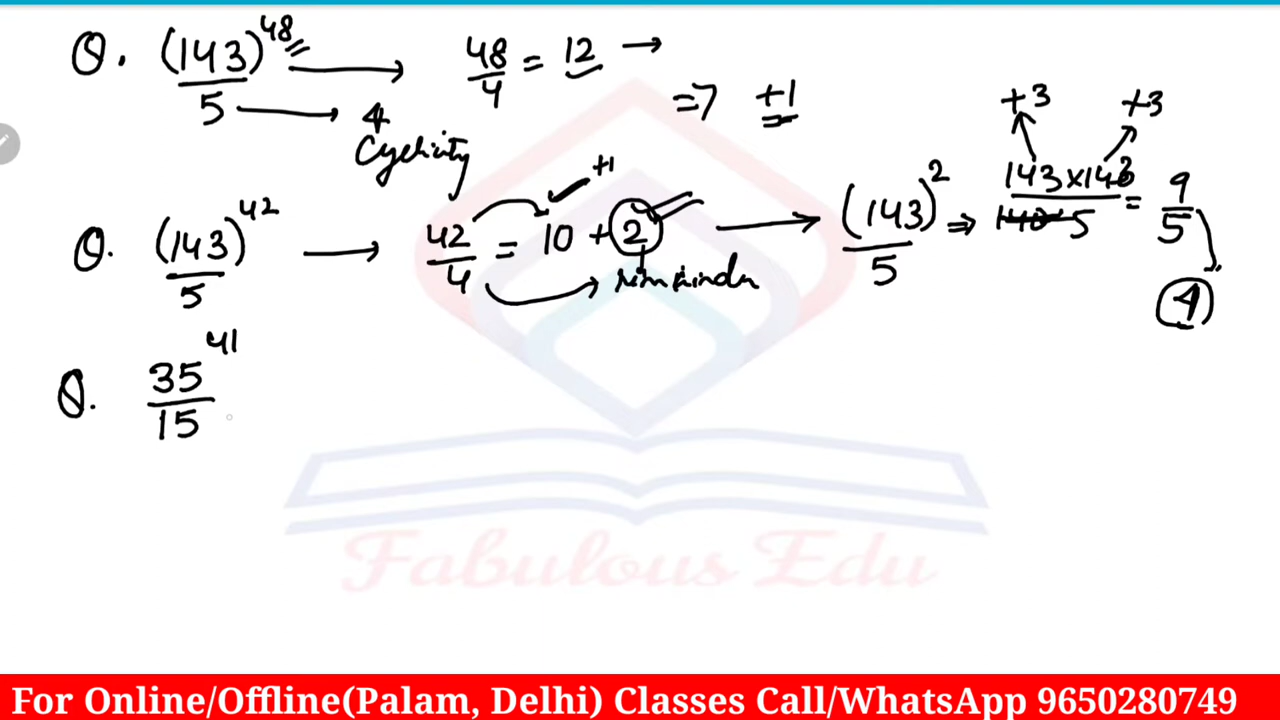 Q. (143)^48 / 5 → 48/4 = 12 →
→ 4 Cyclicity
=7 +1
Q. (143)^42 / 5 → 42/4 = 10 + 2 → (143)^2 / 5 ⇒ 143×143 / 5 = 9/5
+1
remainder
+3 +3
4
Q. 35^41 / 15
Fabulous Edu
For Online/Offline(Palam, Delhi) Classes Call/WhatsApp 9650280749